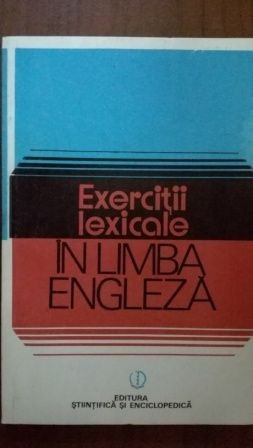 Exerciții
lexicale
ÎN LIMBA
ENGLEZĂ
EDITURA
ȘTIINȚIFICĂ ȘI ENCICLOPEDICĂ